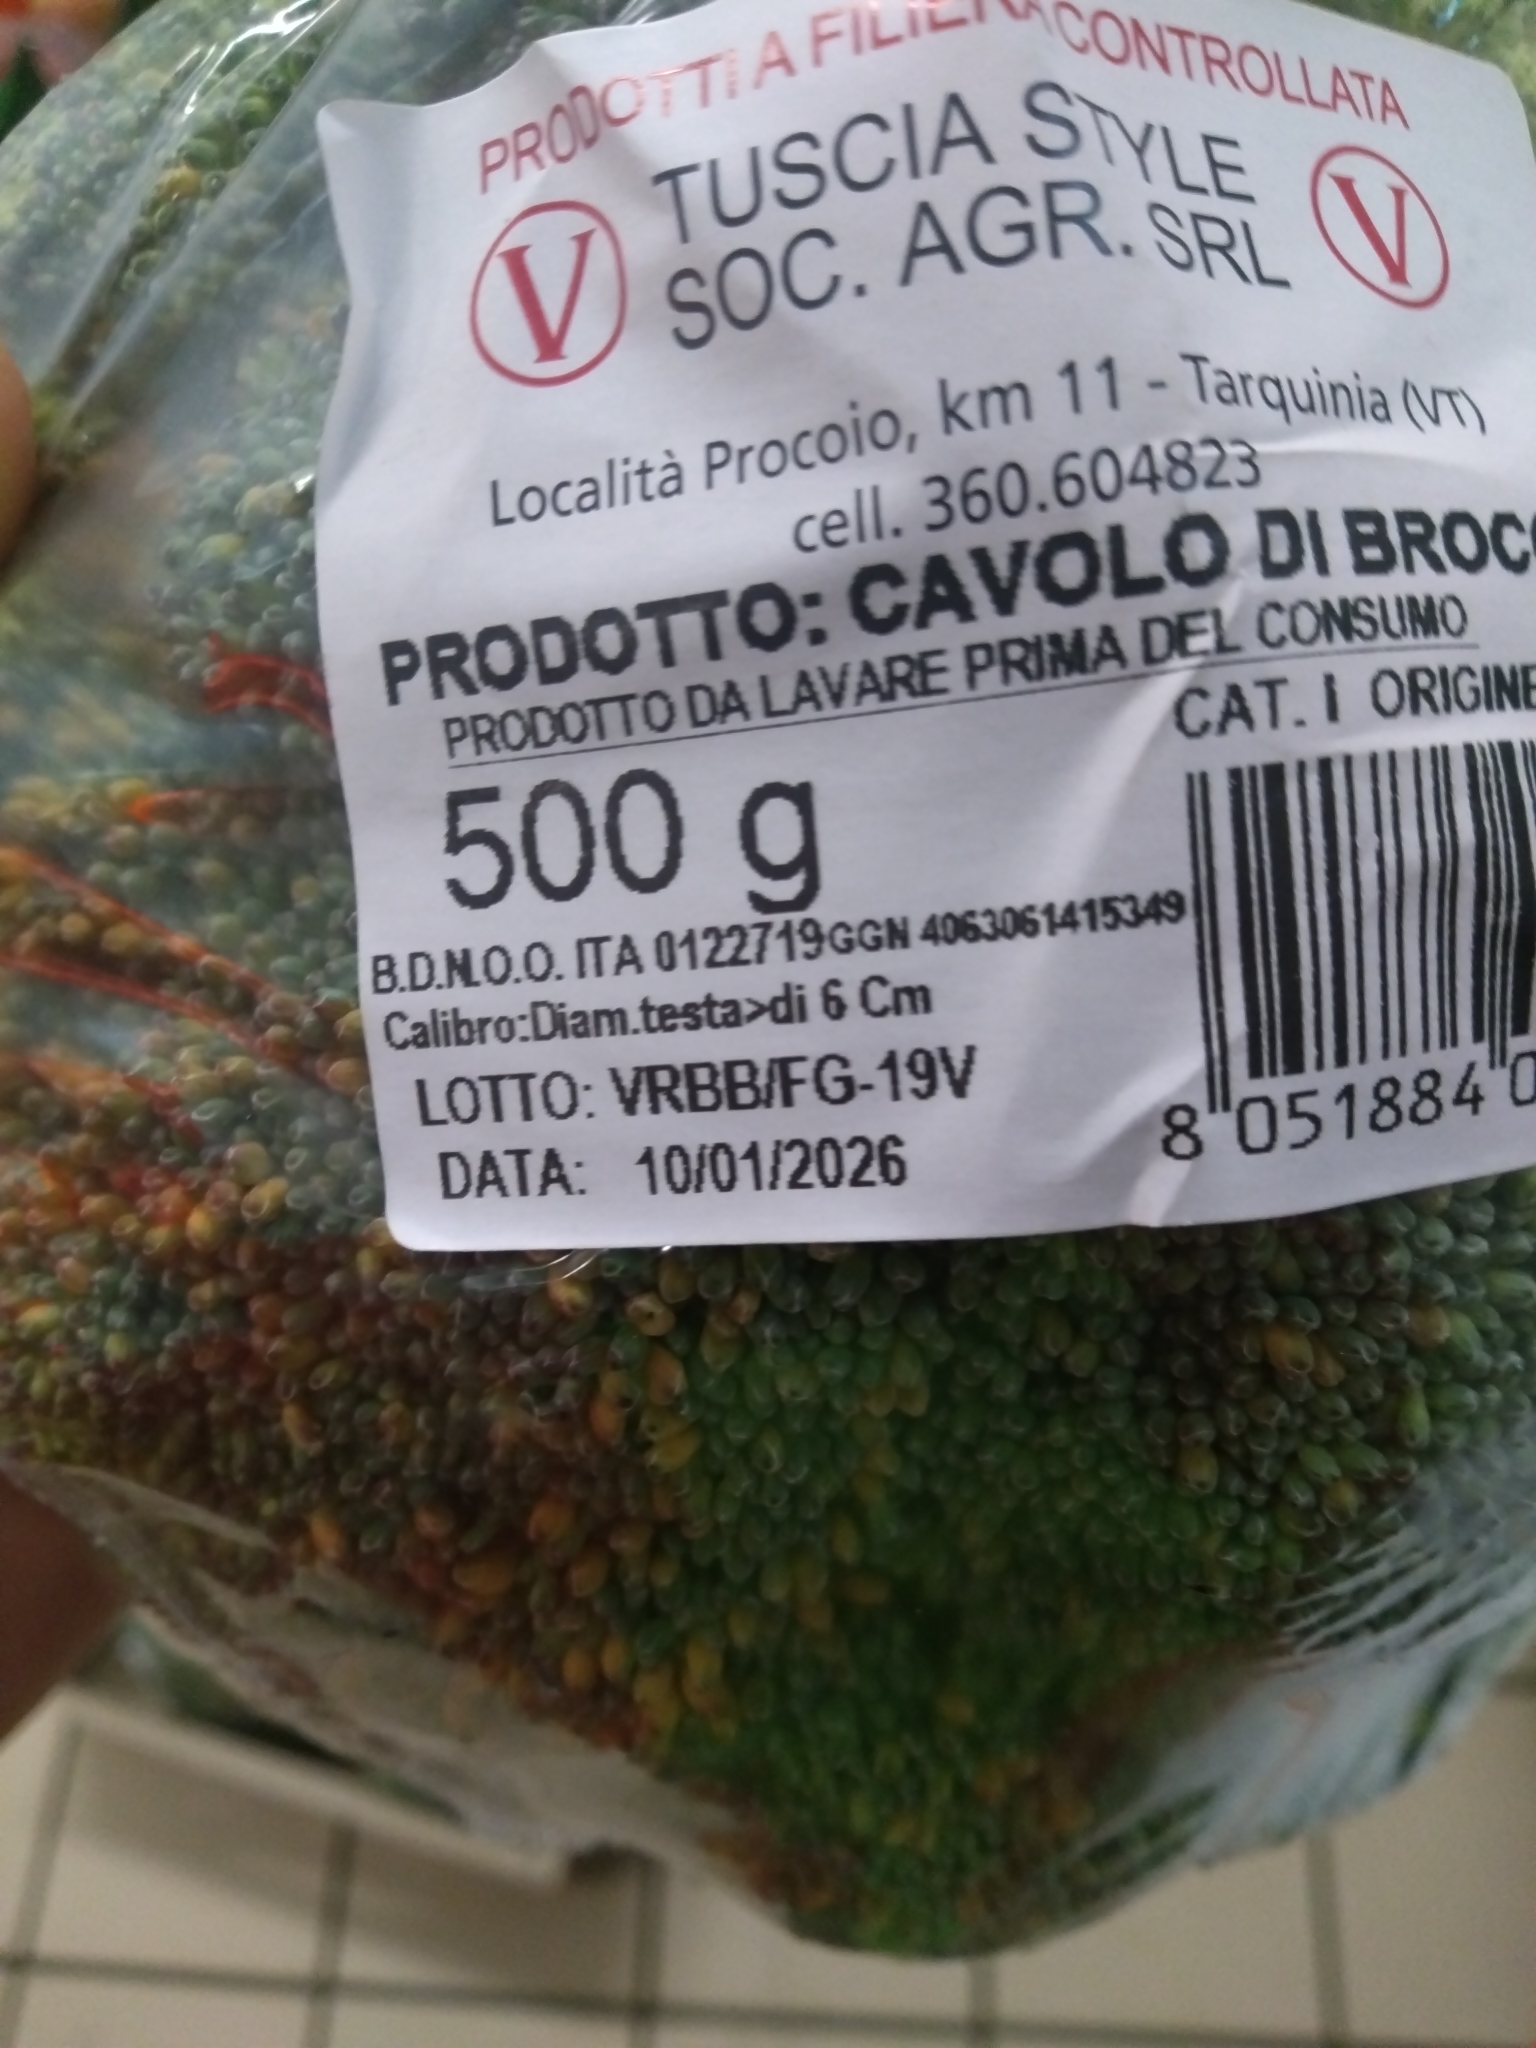 PRODOTTI A FILIERA CONTROLLATA
V TUSCIA STYLE V
SOC. AGR. SRL
Località Procoio, km 11 - Tarquinia (VT)
cell. 360.604823
PRODOTTO: CAVOLO DI BROC
PRODOTTO DA LAVARE PRIMA DEL CONSUMO
CAT. I ORIGINE
500 g
B.D.N.O.O. ITA 0122719GGN 4063061415349
Calibro:Diam.testa>di 6 Cm
LOTTO: VRBB/FG-19V
DATA: 10/01/2026
8 051884 0